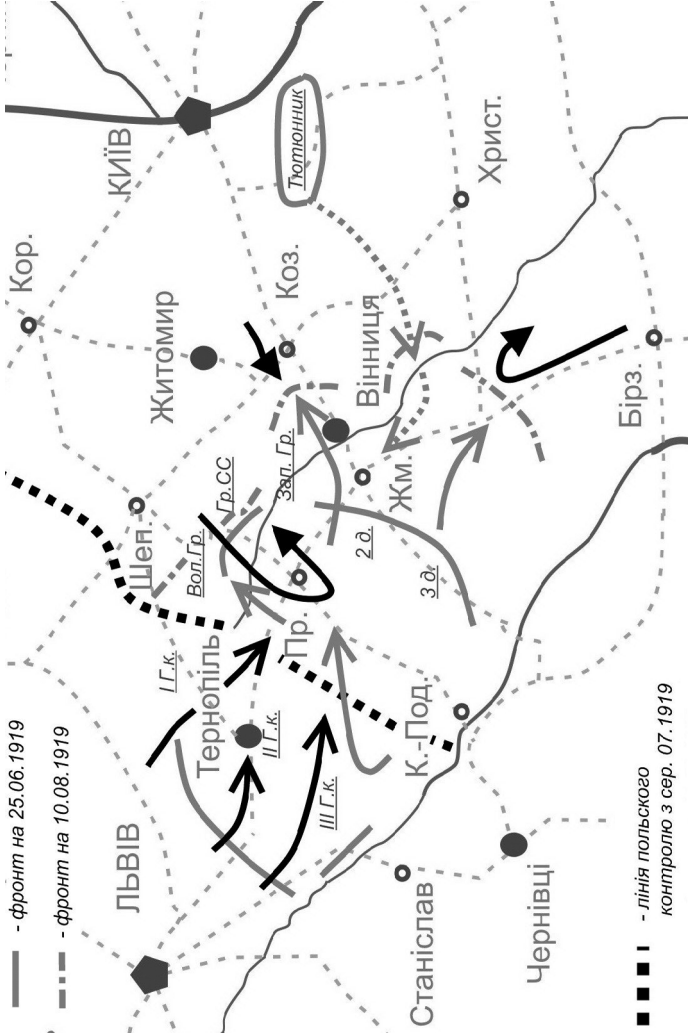 - фронт на 25.06.1919
- фронт на 10.08.1919
- лінія польского
контролю з сер. 07.1919
ЛЬВІВ
Тернопіль
Шеп.
Кор.
Житомир
КИЇВ
Коз.
Вінниця
Жм.
Пр.
К.-Под.
Христ.
Бірз.
Станіслав
Чернівці
І Г.к.
ІІ Г.к.
ІІІ Г.к.
Вол.Гр.
Гр.СС
Зап. Гр.
2 д.
3 д.
Тютюнник